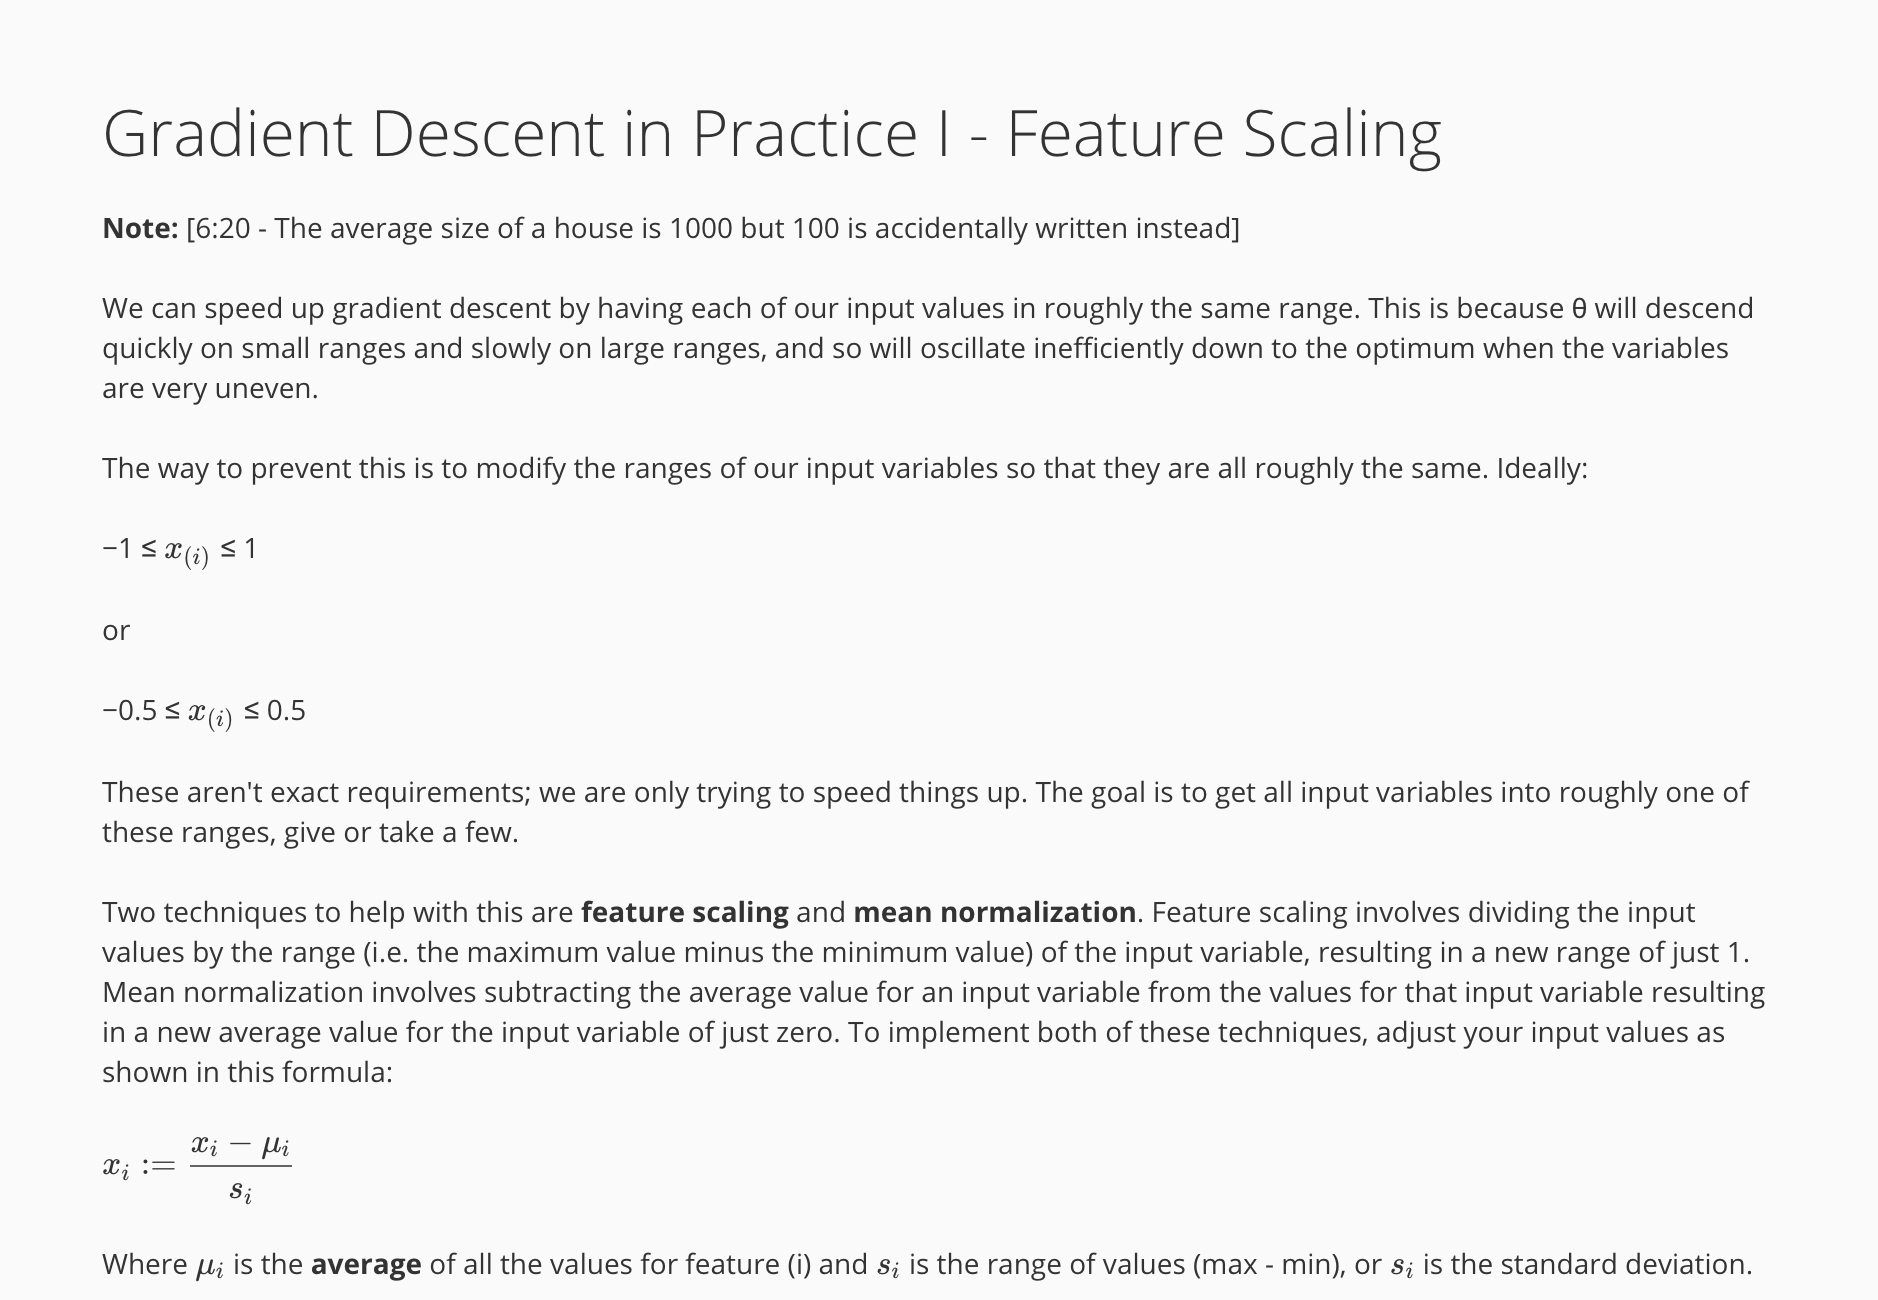 Gradient Descent in Practice I - Feature Scaling
Note: [6:20 - The average size of a house is 1000 but 100 is accidentally written instead]
We can speed up gradient descent by having each of our input values in roughly the same range. This is because θ will descend
quickly on small ranges and slowly on large ranges, and so will oscillate inefficiently down to the optimum when the variables
are very uneven.
The way to prevent this is to modify the ranges of our input variables so that they are all roughly the same. Ideally:
−1 ≤ x_{(i)} ≤ 1
or
−0.5 ≤ x_{(i)} ≤ 0.5
These aren't exact requirements; we are only trying to speed things up. The goal is to get all input variables into roughly one of
these ranges, give or take a few.
Two techniques to help with this are feature scaling and mean normalization. Feature scaling involves dividing the input
values by the range (i.e. the maximum value minus the minimum value) of the input variable, resulting in a new range of just 1.
Mean normalization involves subtracting the average value for an input variable from the values for that input variable resulting
in a new average value for the input variable of just zero. To implement both of these techniques, adjust your input values as
shown in this formula:
x_i := \frac{x_i − μ_i}{s_i}
Where μ_i is the average of all the values for feature (i) and s_i is the range of values (max - min), or s_i is the standard deviation.